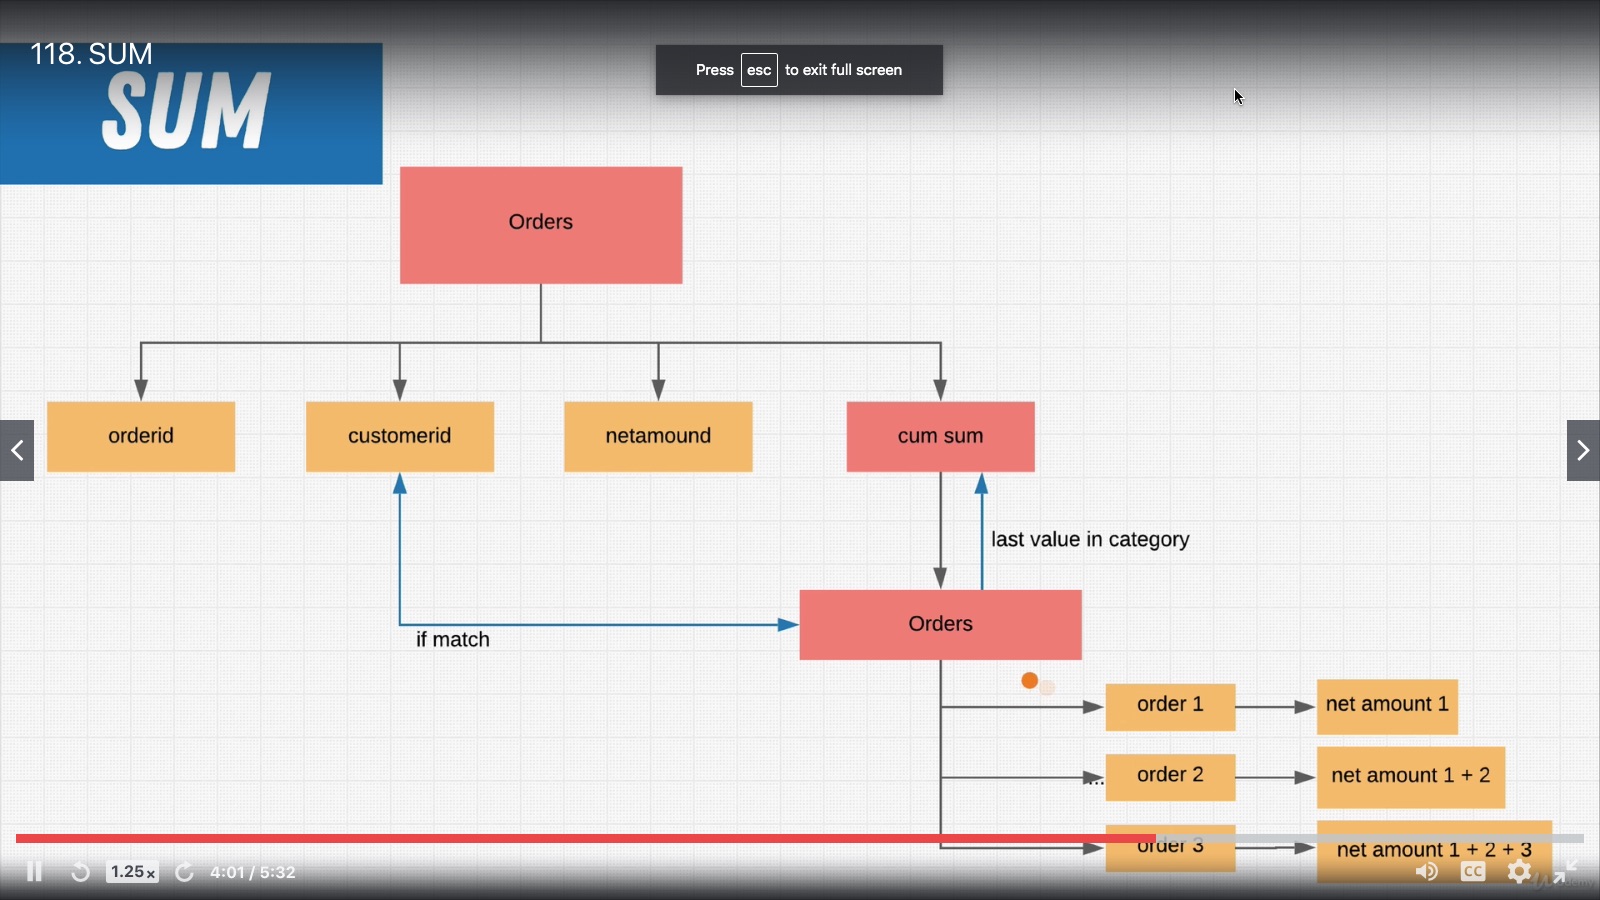 118. SUM
SUM
Press esc to exit full screen
Orders
orderid
customerid
netamound
cum sum
last value in category
if match
Orders
order 1
net amount 1
...
order 2
net amount 1 + 2
order 3
net amount 1 + 2 + 3
1.25x
4:01 / 5:32
CC